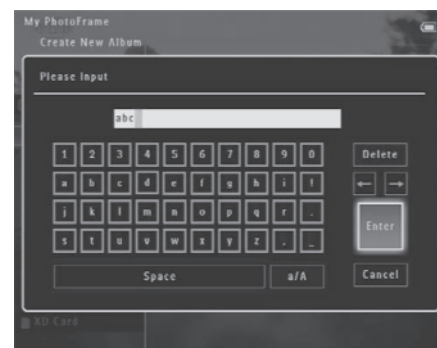 My PhotoFrame
Create New Album
Please Input
abc
1 2 3 4 5 6 7 8 9 0 Delete
a b c d e f g h i ! ← →
j k l m n o p q r . Enter
s t u v w x y z . _
Space a/A Cancel
XD Card